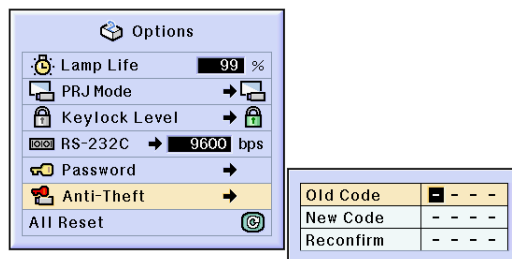 Options
Lamp Life 99 %
PRJ Mode
Keylock Level
RS-232C 9600 bps
Password
Anti-Theft
All Reset
Old Code - - - -
New Code - - - -
Reconfirm - - - -